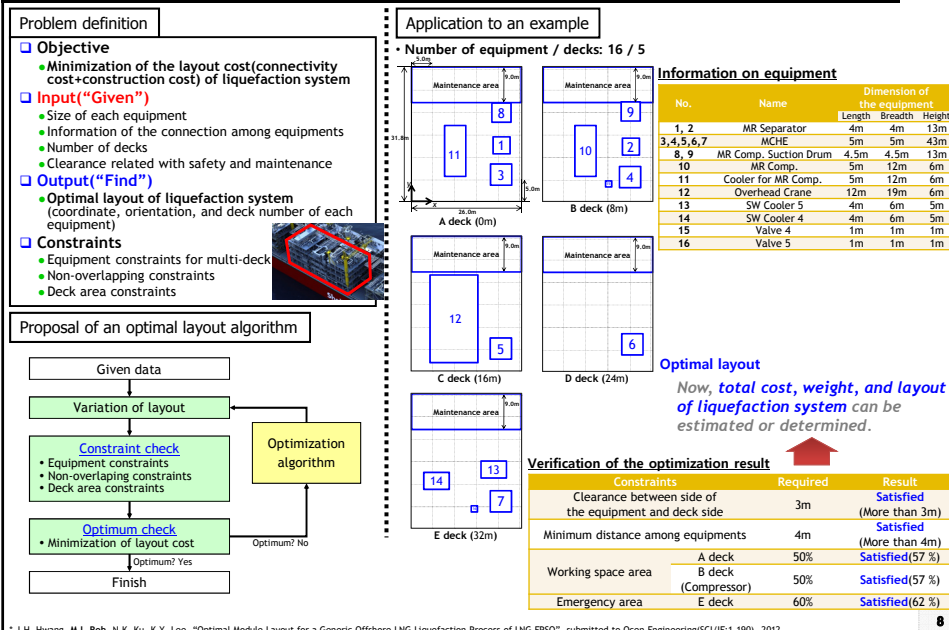 Problem definition
❑ Objective
• Minimization of the layout cost(connectivity
cost+construction cost) of liquefaction system
❑ Input("Given")
• Size of each equipment
• Information of the connection among equipments
• Number of decks
• Clearance related with safety and maintenance
❑ Output("Find")
• Optimal layout of liquefaction system
(coordinate, orientation, and deck number of each
equipment)
❑ Constraints
• Equipment constraints for multi-deck
• Non-overlapping constraints
• Deck area constraints
Proposal of an optimal layout algorithm
Given data
Variation of layout
Constraint check
• Equipment constraints
• Non-overlaping constraints
• Deck area constraints
Optimization
algorithm
Optimum check
• Minimization of layout cost
Optimum? No
Optimum? Yes
Finish
Application to an example
• Number of equipment / decks: 16 / 5
5.0m
9.0m
Maintenance area
31.8m
8
1
11
3
5.0m
y
x
26.0m
A deck (0m)
9.0m
Maintenance area
9
10
2
4
B deck (8m)
9.0m
Maintenance area
12
5
C deck (16m)
9.0m
Maintenance area
6
D deck (24m)
9.0m
Maintenance area
14
13
7
E deck (32m)
Information on equipment
No. Name Dimension of
the equipment
Length Breadth Height
1, 2 MR Separator 4m 4m 13m
3,4,5,6,7 MCHE 5m 5m 43m
8, 9 MR Comp. Suction Drum 4.5m 4.5m 13m
10 MR Comp. 5m 12m 6m
11 Cooler for MR Comp. 5m 12m 6m
12 Overhead Crane 12m 19m 6m
13 SW Cooler 5 4m 6m 5m
14 SW Cooler 4 4m 6m 5m
15 Valve 4 1m 1m 1m
16 Valve 5 1m 1m 1m
Optimal layout
Now, total cost, weight, and layout
of liquefaction system can be
estimated or determined.
Verification of the optimization result
Constraints Required Result
Clearance between side of
the equipment and deck side 3m Satisfied
(More than 3m)
Minimum distance among equipments 4m Satisfied
(More than 4m)
Working space area A deck 50% Satisfied(57 %)
B deck
(Compressor) 50% Satisfied(57 %)
Emergency area E deck 60% Satisfied(62 %)
8